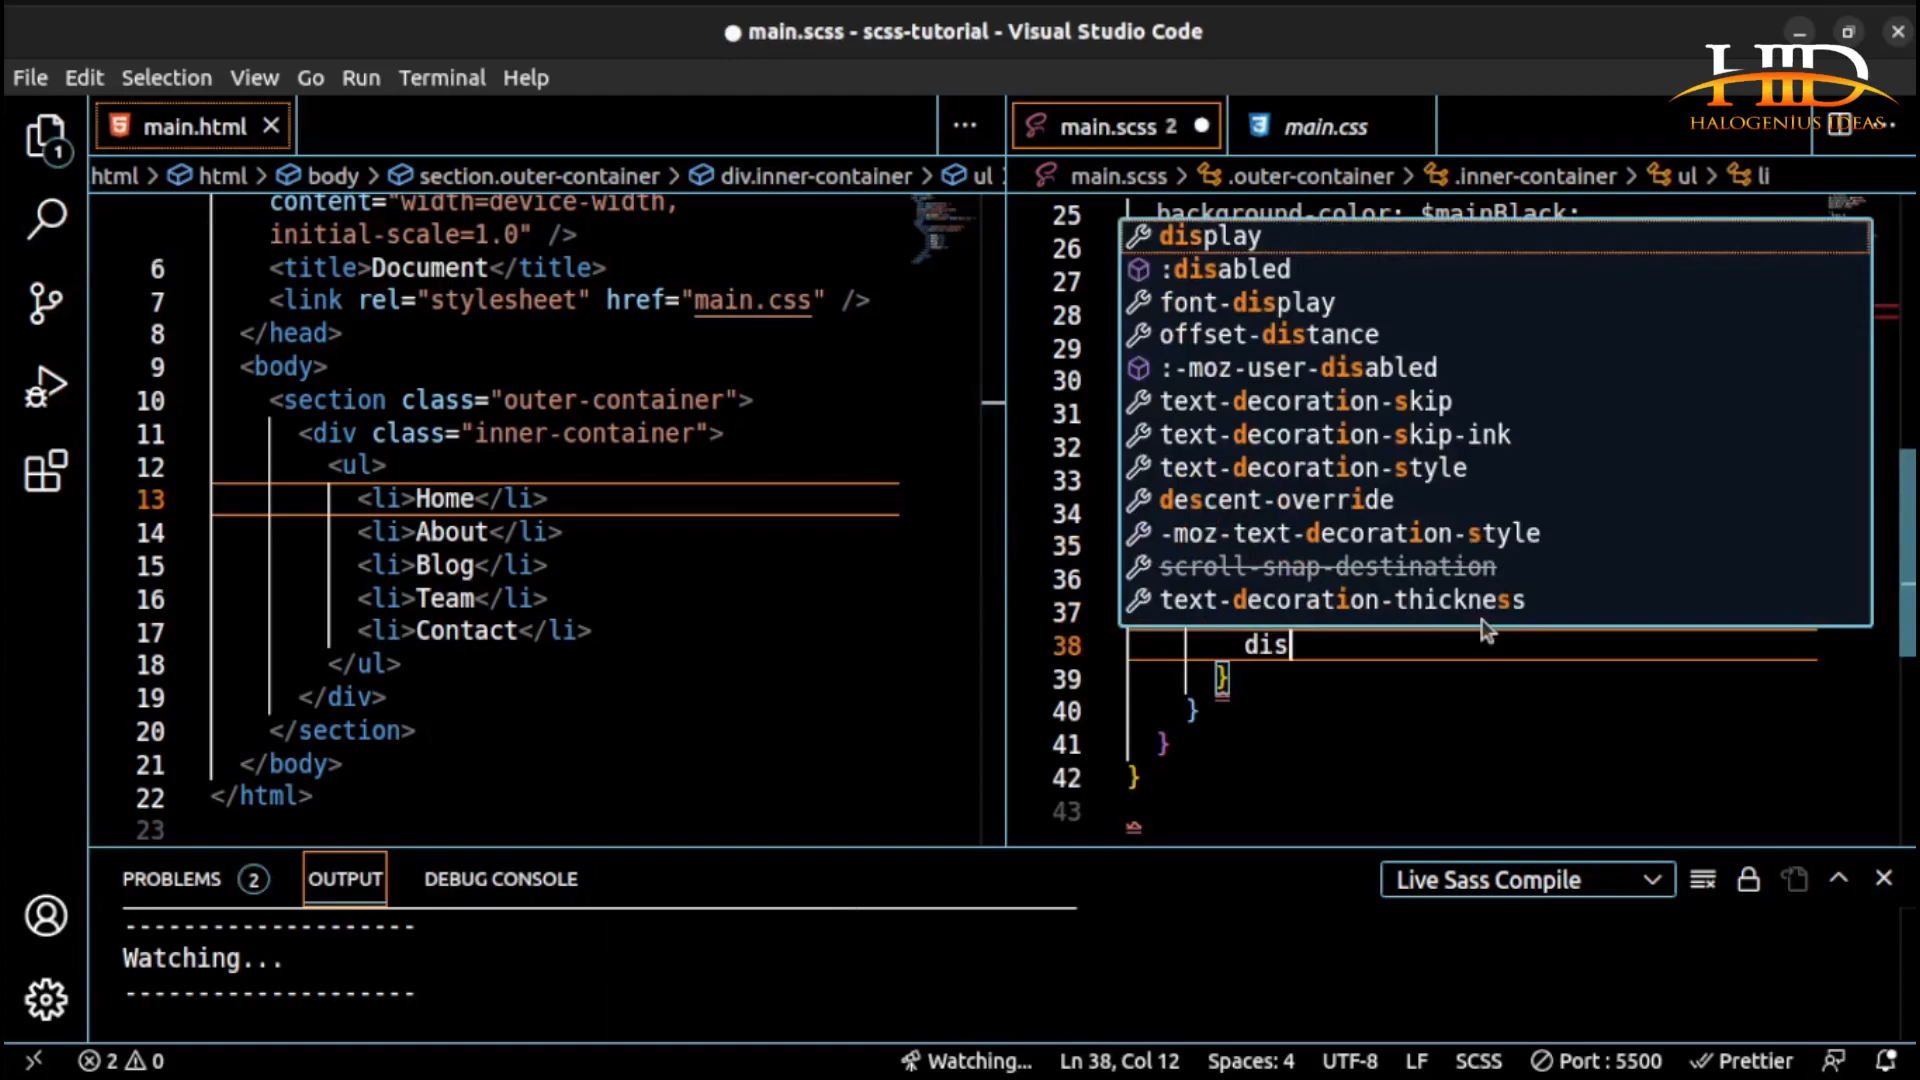 main.scss - scss-tutorial - Visual Studio Code
File Edit Selection View Go Run Terminal Help
HID
HALOGENIUS IDEAS
main.html
main.scss 2
main.css
html > html > body > section.outer-container > div.inner-container > ul
main.scss > .outer-container > .inner-container > ul > li
1
content="width=device-width,
initial-scale=1.0" />
6 <title>Document</title>
7 <link rel="stylesheet" href="main.css" />
8 </head>
9 <body>
10 <section class="outer-container">
11 <div class="inner-container">
12 <ul>
13 <li>Home</li>
14 <li>About</li>
15 <li>Blog</li>
16 <li>Team</li>
17 <li>Contact</li>
18 </ul>
19 </div>
20 </section>
21 </body>
22 </html>
23
25 background-color: $mainBlack;
26
27
28
29
30
31
32
33
34
35
36
37
display
:disabled
font-display
offset-distance
:-moz-user-disabled
text-decoration-skip
text-decoration-skip-ink
text-decoration-style
descent-override
-moz-text-decoration-style
scroll-snap-destination
text-decoration-thickness
38 dis
39 }
40 }
41 }
42 }
43
PROBLEMS 2 OUTPUT DEBUG CONSOLE
Live Sass Compile
--------------------
Watching...
--------------------
2 0
Watching... Ln 38, Col 12 Spaces: 4 UTF-8 LF SCSS Port : 5500 Prettier